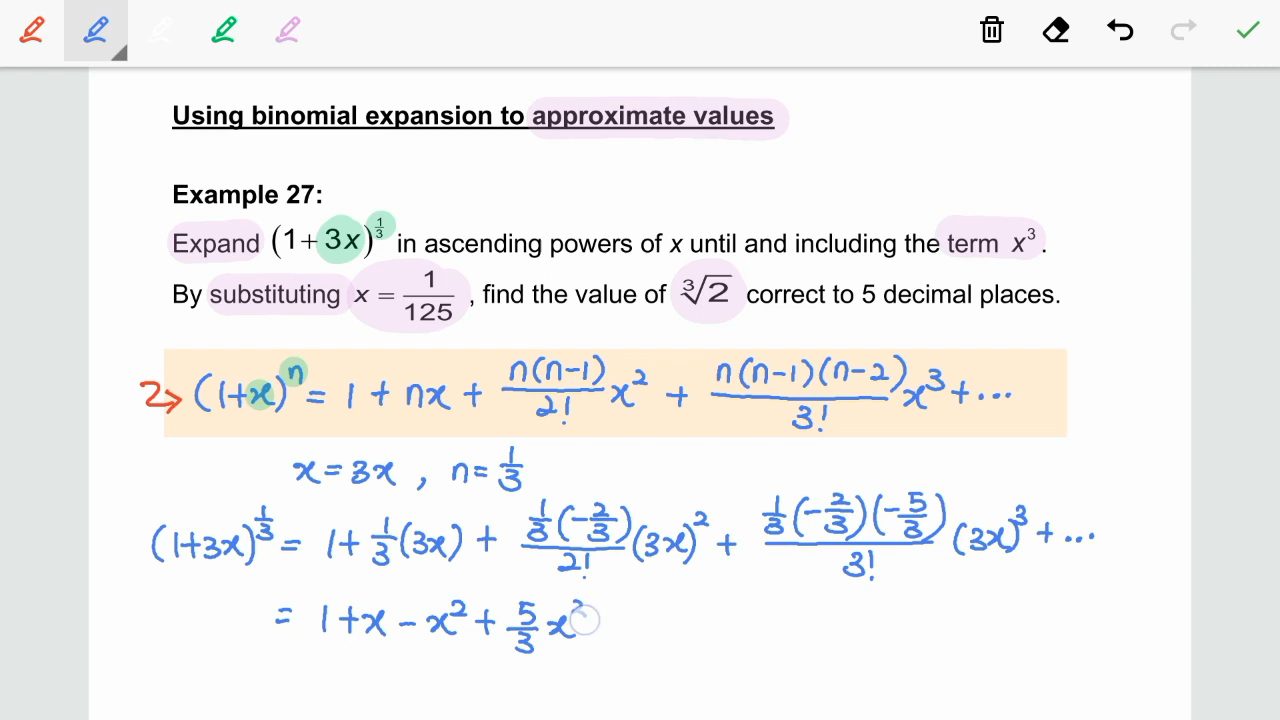 Using binomial expansion to approximate values
Example 27:
Expand (1+3x)^(1/3) in ascending powers of x until and including the term x³.
By substituting x = 1/125 , find the value of ∛2 correct to 5 decimal places.
2→ (1+x)^n = 1 + nx + n(n-1)/2! x² + n(n-1)(n-2)/3! x³ + ...
x = 3x , n = 1/3
(1+3x)^(1/3) = 1 + 1/3(3x) + 1/3(-2/3)/2! (3x)² + 1/3(-2/3)(-5/3)/3! (3x)³ + ...
= 1 + x - x² + 5/3 x